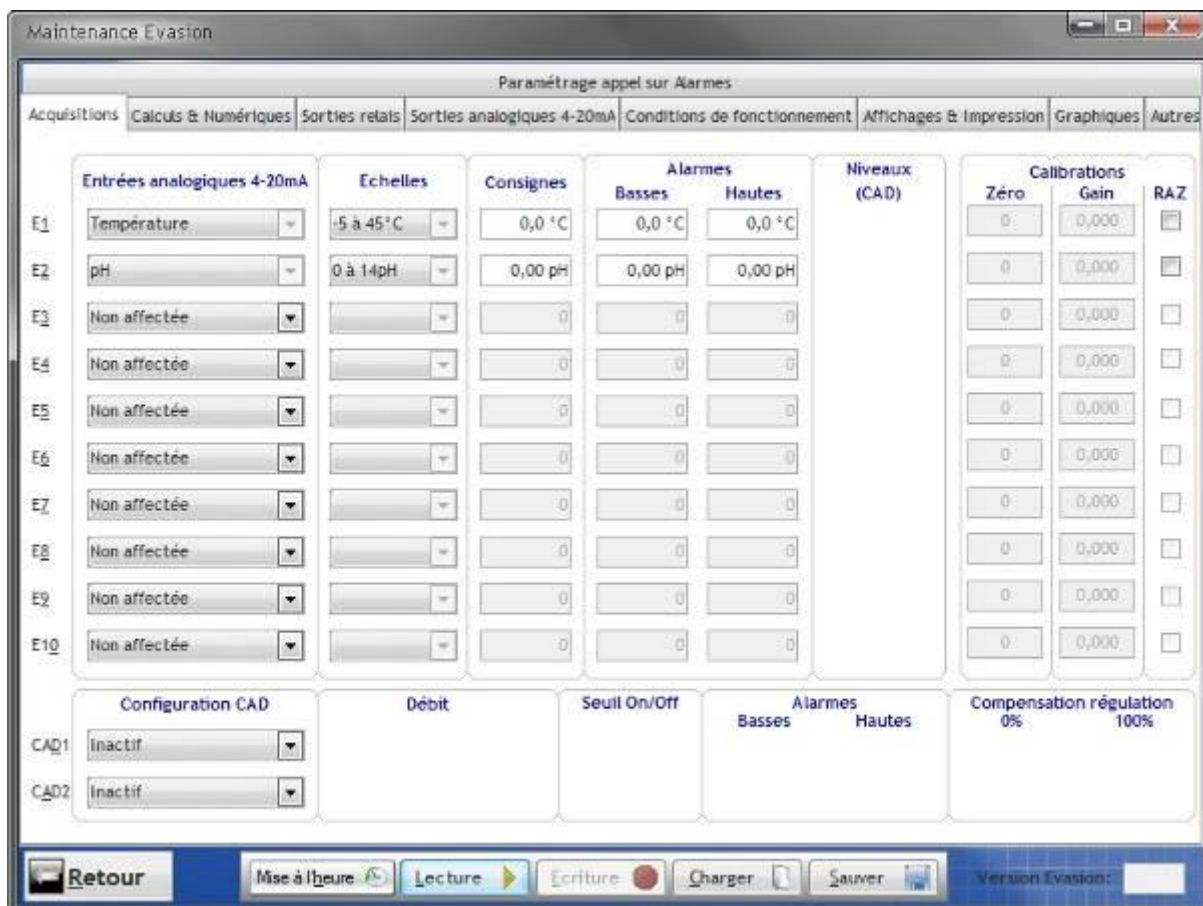 Maintenance Evasion
Paramétrage appel sur Alarmes
Acquisitions Calculs & Numériques Sorties relais Sorties analogiques 4-20mA Conditions de fonctionnement Affichages & Impression Graphiques Autres
Entrées analogiques 4-20mA Echelles Consignes Alarmes Niveaux Calibrations
Basses Hautes (CAD) Zéro Gain RAZ
E1 Température -5 à 45°C 0,0 °C 0,0 °C 0,0 °C 0 0,000
E2 pH 0 à 14pH 0,00 pH 0,00 pH 0,00 pH 0 0,000
E3 Non affectée 0 0 0 0 0,000
E4 Non affectée 0 0 0 0 0,000
E5 Non affectée 0 0 0 0 0,000
E6 Non affectée 0 0 0 0 0,000
E7 Non affectée 0 0 0 0 0,000
E8 Non affectée 0 0 0 0 0,000
E9 Non affectée 0 0 0 0 0,000
E10 Non affectée 0 0 0 0 0,000
Configuration CAD Débit Seuil On/Off Alarmes Compensation régulation
Basses Hautes 0% 100%
CAD1 Inactif
CAD2 Inactif
Retour Mise à l'heure Lecture Ecriture Charger Sauver Version Evasion: